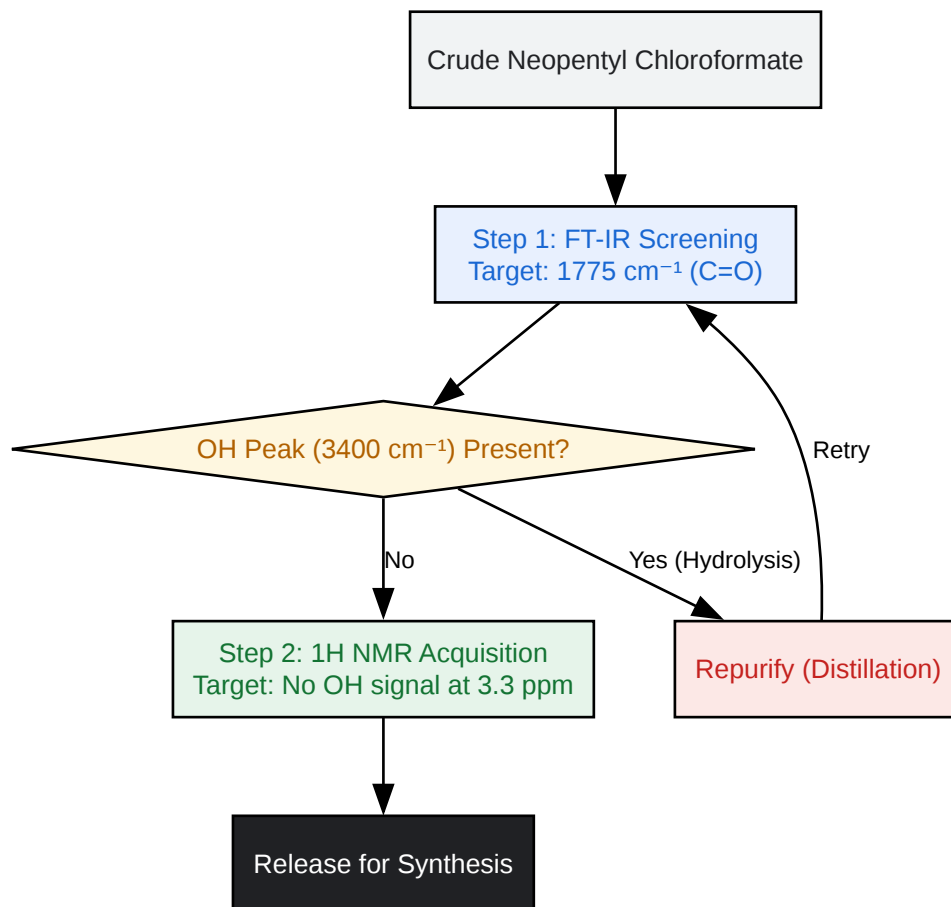 Crude Neopentyl Chloroformate
Step 1: FT-IR Screening
Target: 1775 cm⁻¹ (C=O)
OH Peak (3400 cm⁻¹) Present?
Retry
No
Yes (Hydrolysis)
Step 2: 1H NMR Acquisition
Target: No OH signal at 3.3 ppm
Repurify (Distillation)
Release for Synthesis